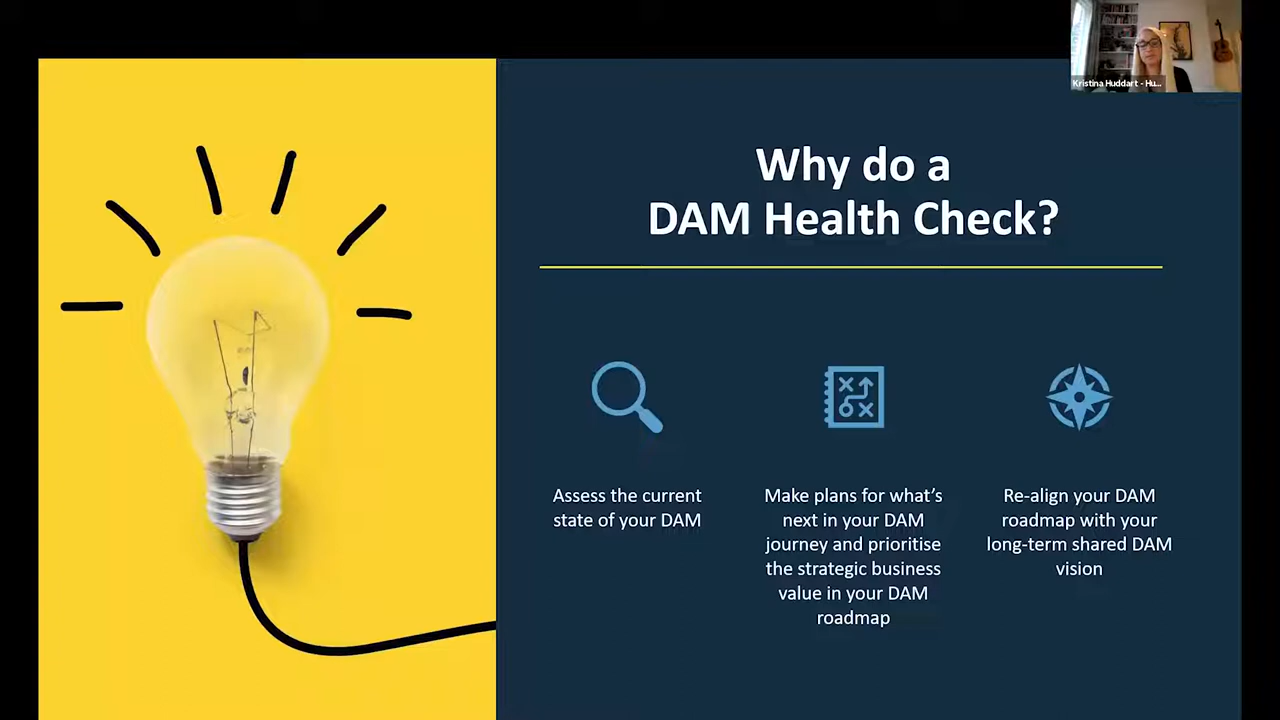 Kristina Huddart - Hu...
Why do a
DAM Health Check?
Assess the current
state of your DAM
Make plans for what's
next in your DAM
journey and prioritise
the strategic business
value in your DAM
roadmap
Re-align your DAM
roadmap with your
long-term shared DAM
vision